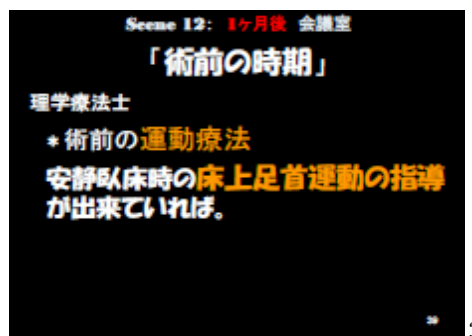 Scene 12: 1ヶ月後 会議室
「術前の時期」
理学療法士
*術前の運動療法
安静臥床時の床上足首運動の指導
が出来ていれば。